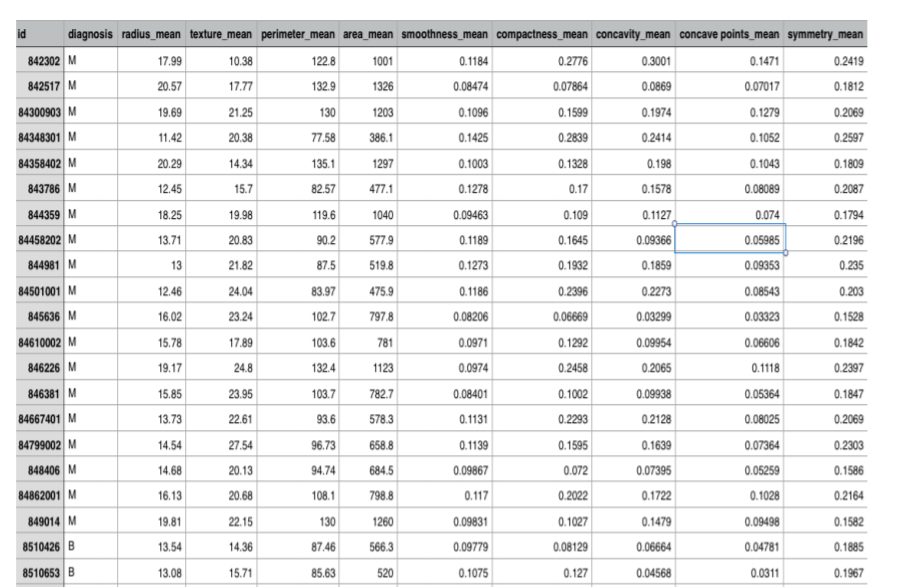 id diagnosis radius_mean texture_mean perimeter_mean area_mean smoothness_mean compactness_mean concavity_mean concave points_mean symmetry_mean
842302 M 17.99 10.38 122.8 1001 0.1184 0.2776 0.3001 0.1471 0.2419
842517 M 20.57 17.77 132.9 1326 0.08474 0.07864 0.0869 0.07017 0.1812
84300903 M 19.69 21.25 130 1203 0.1096 0.1599 0.1974 0.1279 0.2069
84348301 M 11.42 20.38 77.58 386.1 0.1425 0.2839 0.2414 0.1052 0.2597
84358402 M 20.29 14.34 135.1 1297 0.1003 0.1328 0.198 0.1043 0.1809
843786 M 12.45 15.7 82.57 477.1 0.1278 0.17 0.1578 0.08089 0.2087
844359 M 18.25 19.98 119.6 1040 0.09463 0.109 0.1127 0.074 0.1794
84458202 M 13.71 20.83 90.2 577.9 0.1189 0.1645 0.09366 0.05985 0.2196
844981 M 13 21.82 87.5 519.8 0.1273 0.1932 0.1859 0.09353 0.235
84501001 M 12.46 24.04 83.97 475.9 0.1186 0.2396 0.2273 0.08543 0.203
845636 M 16.02 23.24 102.7 797.8 0.08206 0.06669 0.03299 0.03323 0.1528
84610002 M 15.78 17.89 103.6 781 0.0971 0.1292 0.09954 0.06606 0.1842
846226 M 19.17 24.8 132.4 1123 0.0974 0.2458 0.2065 0.1118 0.2397
846381 M 15.85 23.95 103.7 782.7 0.08401 0.1002 0.09938 0.05364 0.1847
84667401 M 13.73 22.61 93.6 578.3 0.1131 0.2293 0.2128 0.08025 0.2069
84799002 M 14.54 27.54 96.73 658.8 0.1139 0.1595 0.1639 0.07364 0.2303
848406 M 14.68 20.13 94.74 684.5 0.09867 0.072 0.07395 0.05259 0.1586
84862001 M 16.13 20.68 108.1 798.8 0.117 0.2022 0.1722 0.1028 0.2164
849014 M 19.81 22.15 130 1260 0.09831 0.1027 0.1479 0.09498 0.1582
8510426 B 13.54 14.36 87.46 566.3 0.09779 0.08129 0.06664 0.04781 0.1885
8510653 B 13.08 15.71 85.63 520 0.1075 0.127 0.04568 0.0311 0.1967